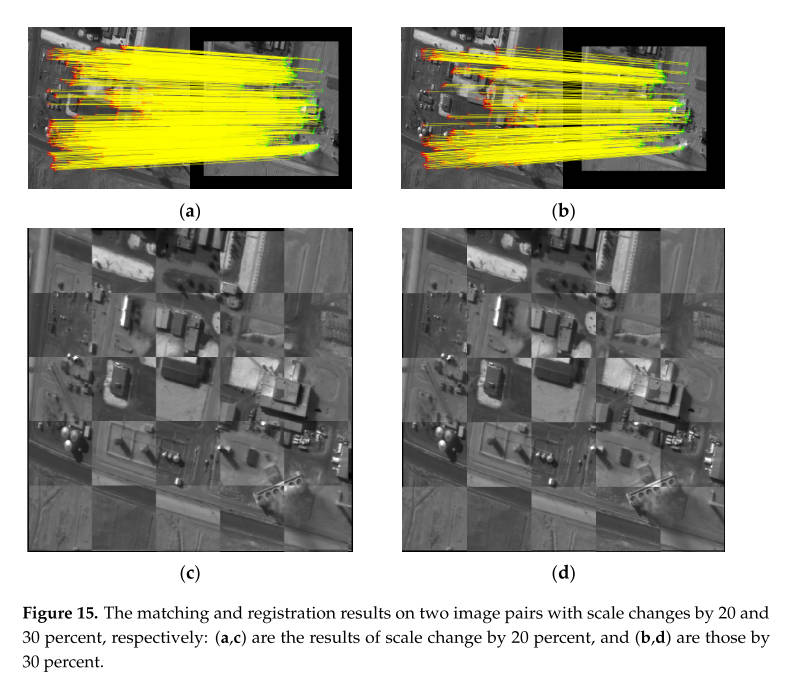 (a)
(b)
(c)
(d)
Figure 15. The matching and registration results on two image pairs with scale changes by 20 and
30 percent, respectively: (a,c) are the results of scale change by 20 percent, and (b,d) are those by
30 percent.